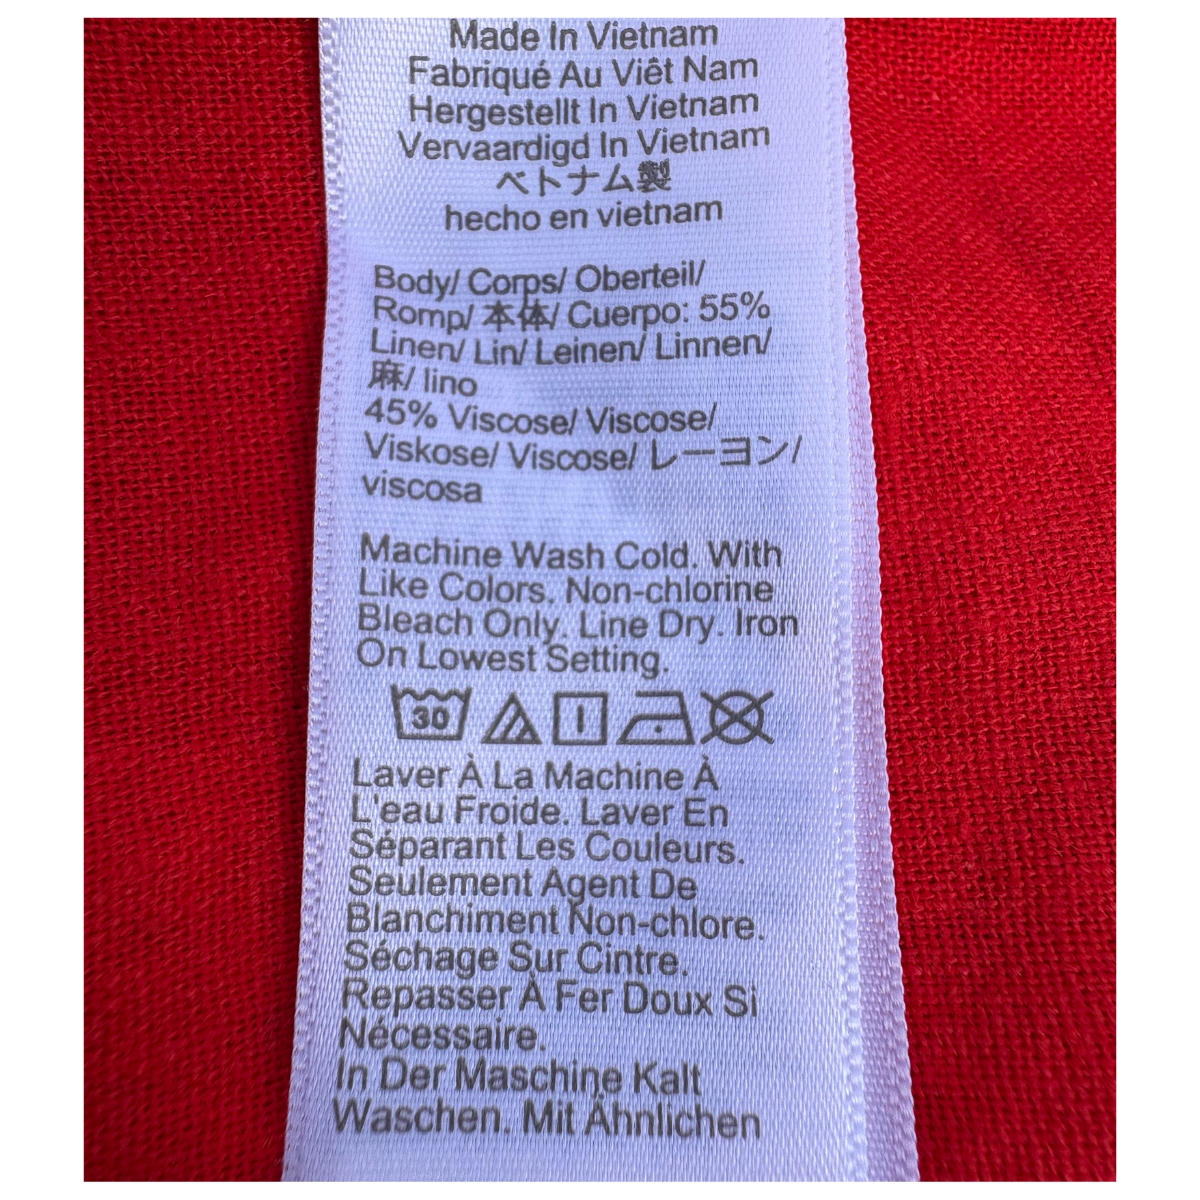 Made In Vietnam
Fabriqué Au Viêt Nam
Hergestellt In Vietnam
Vervaardigd In Vietnam
ベトナム製
hecho en vietnam
Body/ Corps/ Oberteil/
Romp/ 本体/ Cuerpo: 55%
Linen/ Lin/ Leinen/ Linnen/
麻/ lino
45% Viscose/ Viscose/
Viskose/ Viscose/ レーヨン/
viscosa
Machine Wash Cold. With
Like Colors. Non-chlorine
Bleach Only. Line Dry. Iron
On Lowest Setting.
30
Laver À La Machine À
L'eau Froide. Laver En
Séparant Les Couleurs.
Seulement Agent De
Blanchiment Non-chlore.
Séchage Sur Cintre.
Repasser À Fer Doux Si
Nécessaire.
In Der Maschine Kalt
Waschen. Mit Ähnlichen